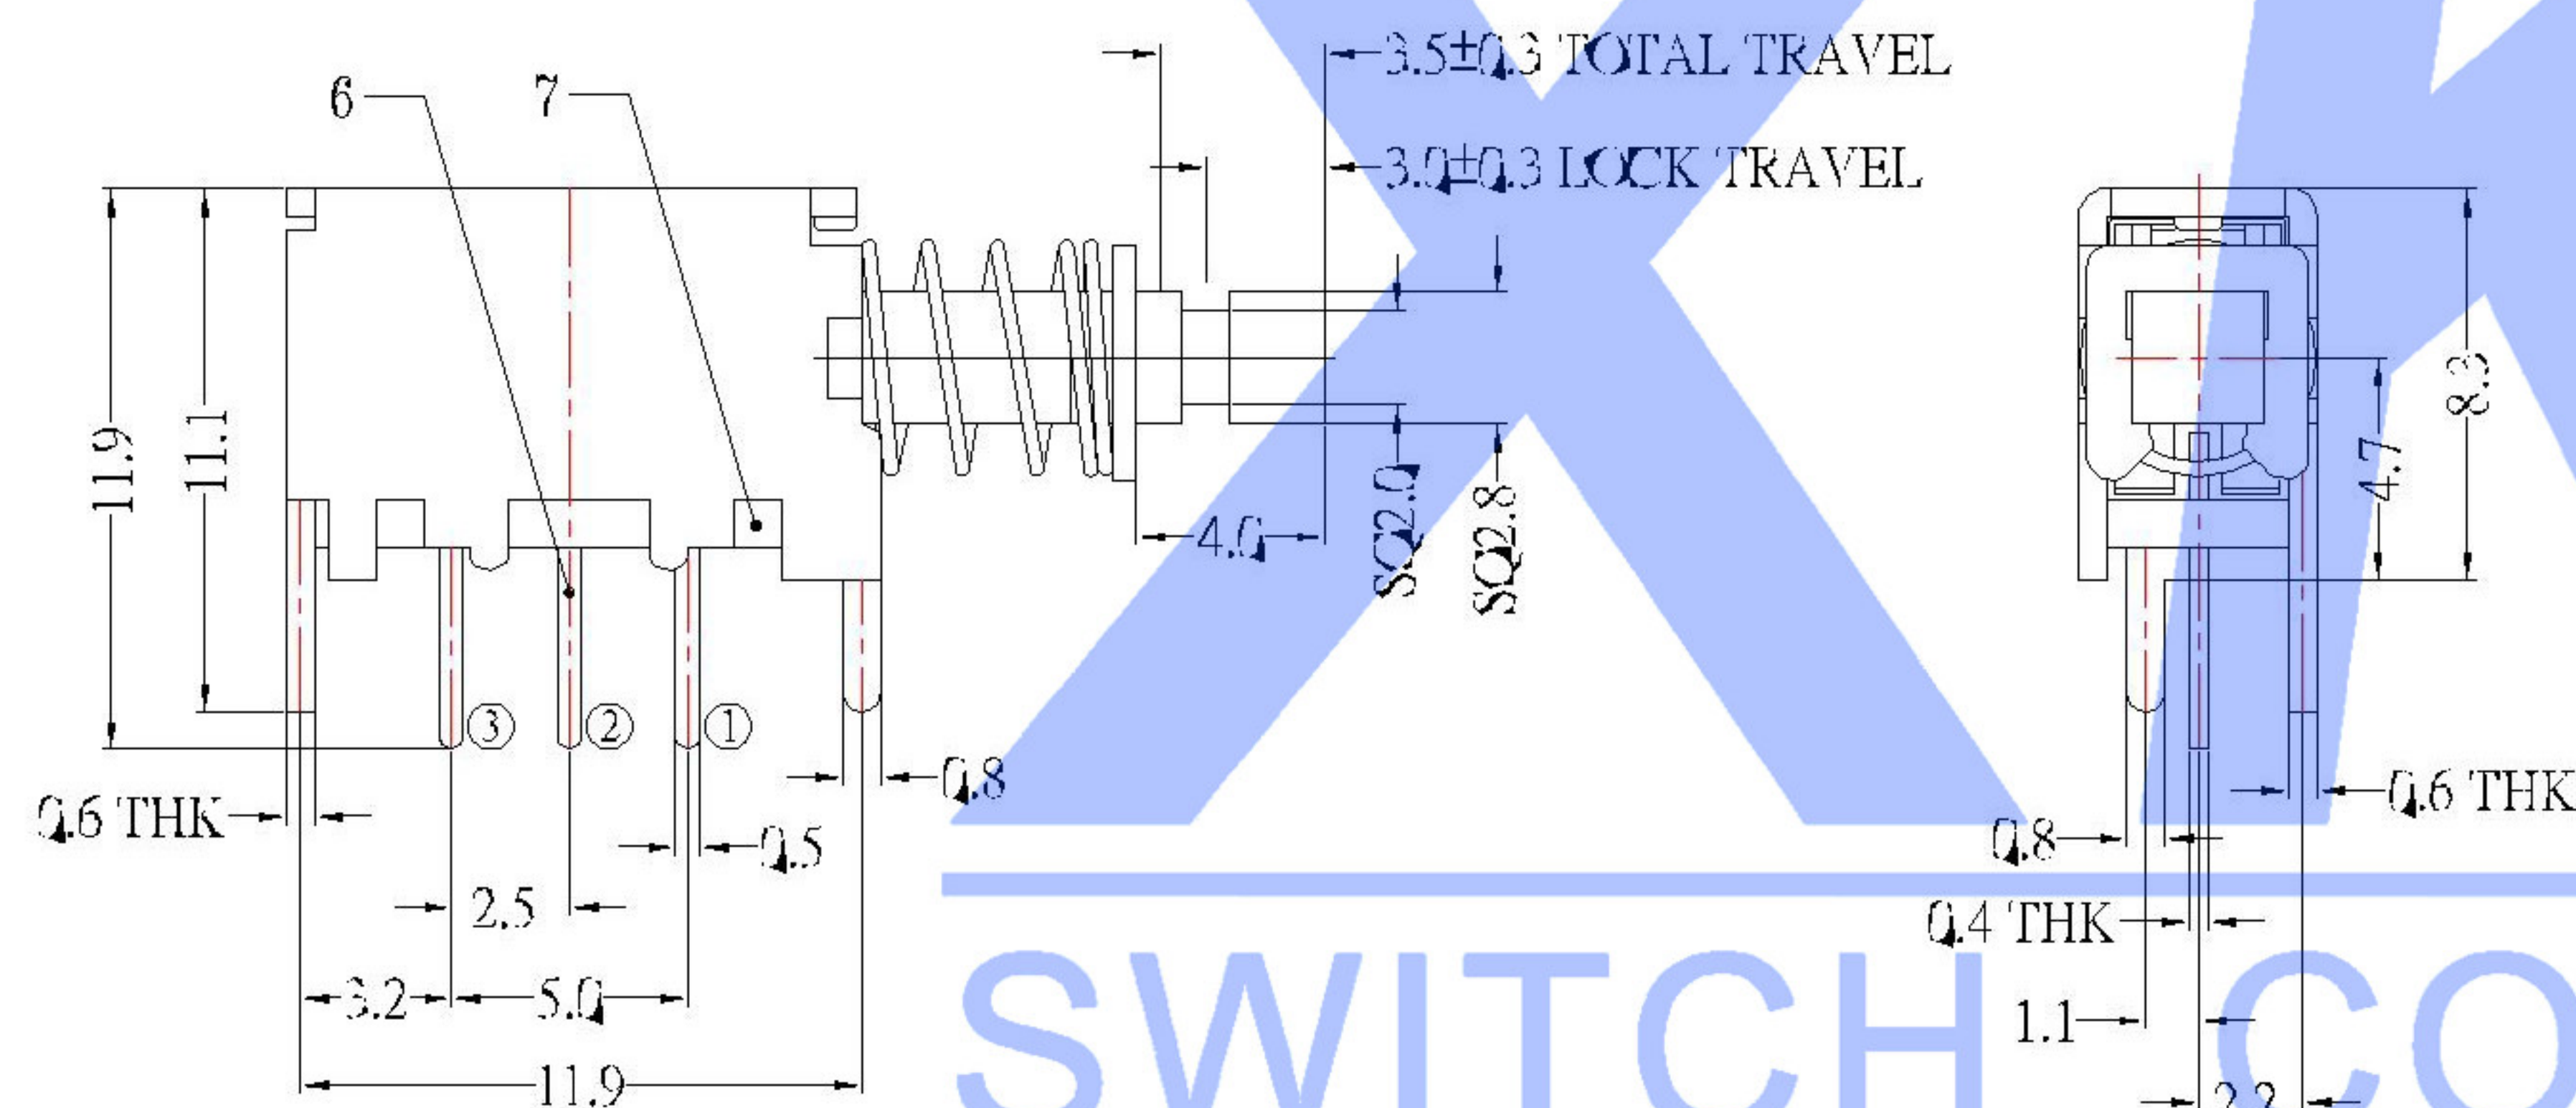 3.5±0.3 TOTAL TRAVEL
6
7
3.0±0.3 LOCK TRAVEL
11.9
11.1
8.3
4.7
SQ2.0
SQ2.8
4.0
③
②
①
0.8
0.6 THK
0.6 THK
0.5
0.8
2.5
0.4 THK
3.2
5.0
1.1
11.9
2.2
SWITCH CO